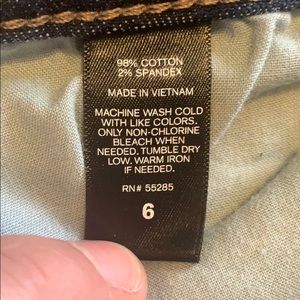 98% COTTON
2% SPANDEX
MADE IN VIETNAM
MACHINE WASH COLD
WITH LIKE COLORS.
ONLY NON-CHLORINE
BLEACH WHEN
NEEDED. TUMBLE DRY
LOW. WARM IRON
IF NEEDED.
RN# 55285
6